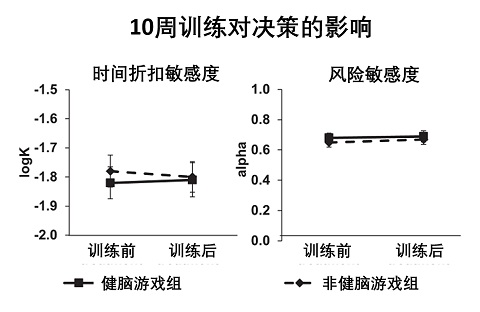 10周训练对决策的影响
时间折扣敏感度
风险敏感度
logK
-1.5
-1.6
-1.7
-1.8
-1.9
-2.0
训练前
训练后
alpha
1.0
0.8
0.6
0.4
0.2
0.0
训练前
训练后
健脑游戏组
非健脑游戏组